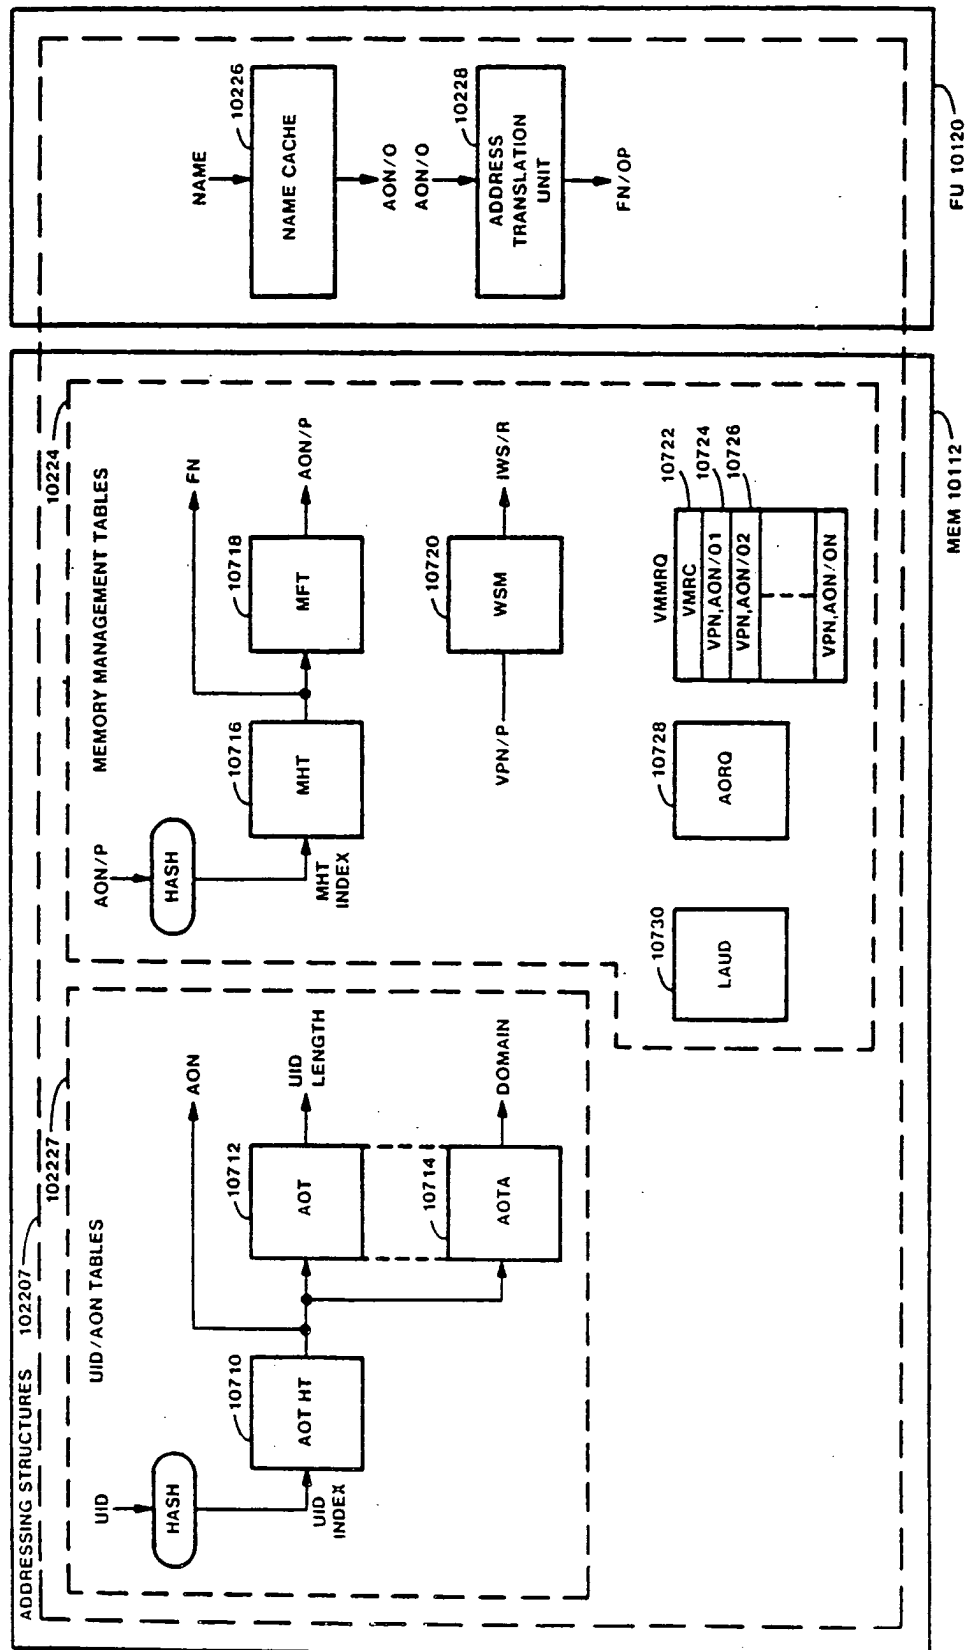 ADDRESSING STRUCTURES 102207
102227
UID/AON TABLES
UID
HASH
UID
INDEX
10710
AOT HT
AON
10712
AOT
UID
LENGTH
10714
AOTA
DOMAIN
10224
MEMORY MANAGEMENT TABLES
AON/P
HASH
MHT
INDEX
10716
MHT
FN
10718
MFT
AON/P
VPN/P
10720
WSM
IWS/R
10730
LAUD
10728
AORQ
VMMRQ
VMRC
10722
VPN,AON/O1
10724
VPN,AON/O2
10726
VPN,AON/ON
MEM 10112
NAME
10226
NAME CACHE
AON/O
AON/O
10228
ADDRESS
TRANSLATION
UNIT
FN/OP
FU 10120